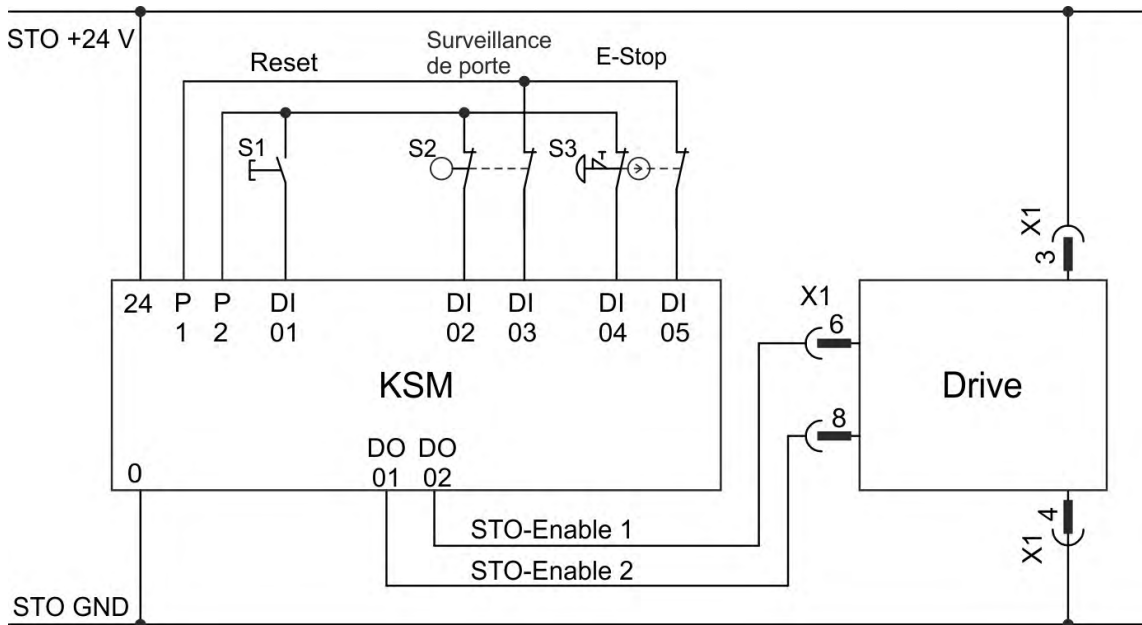 STO +24 V
Reset
Surveillance
de porte
E-Stop
S1
S2
S3
X1
3
24 P P DI DI DI DI DI
1 2 01 02 03 04 05
X1
6
KSM
Drive
8
DO DO
0 01 02
4
X1
STO-Enable 1
STO-Enable 2
STO GND